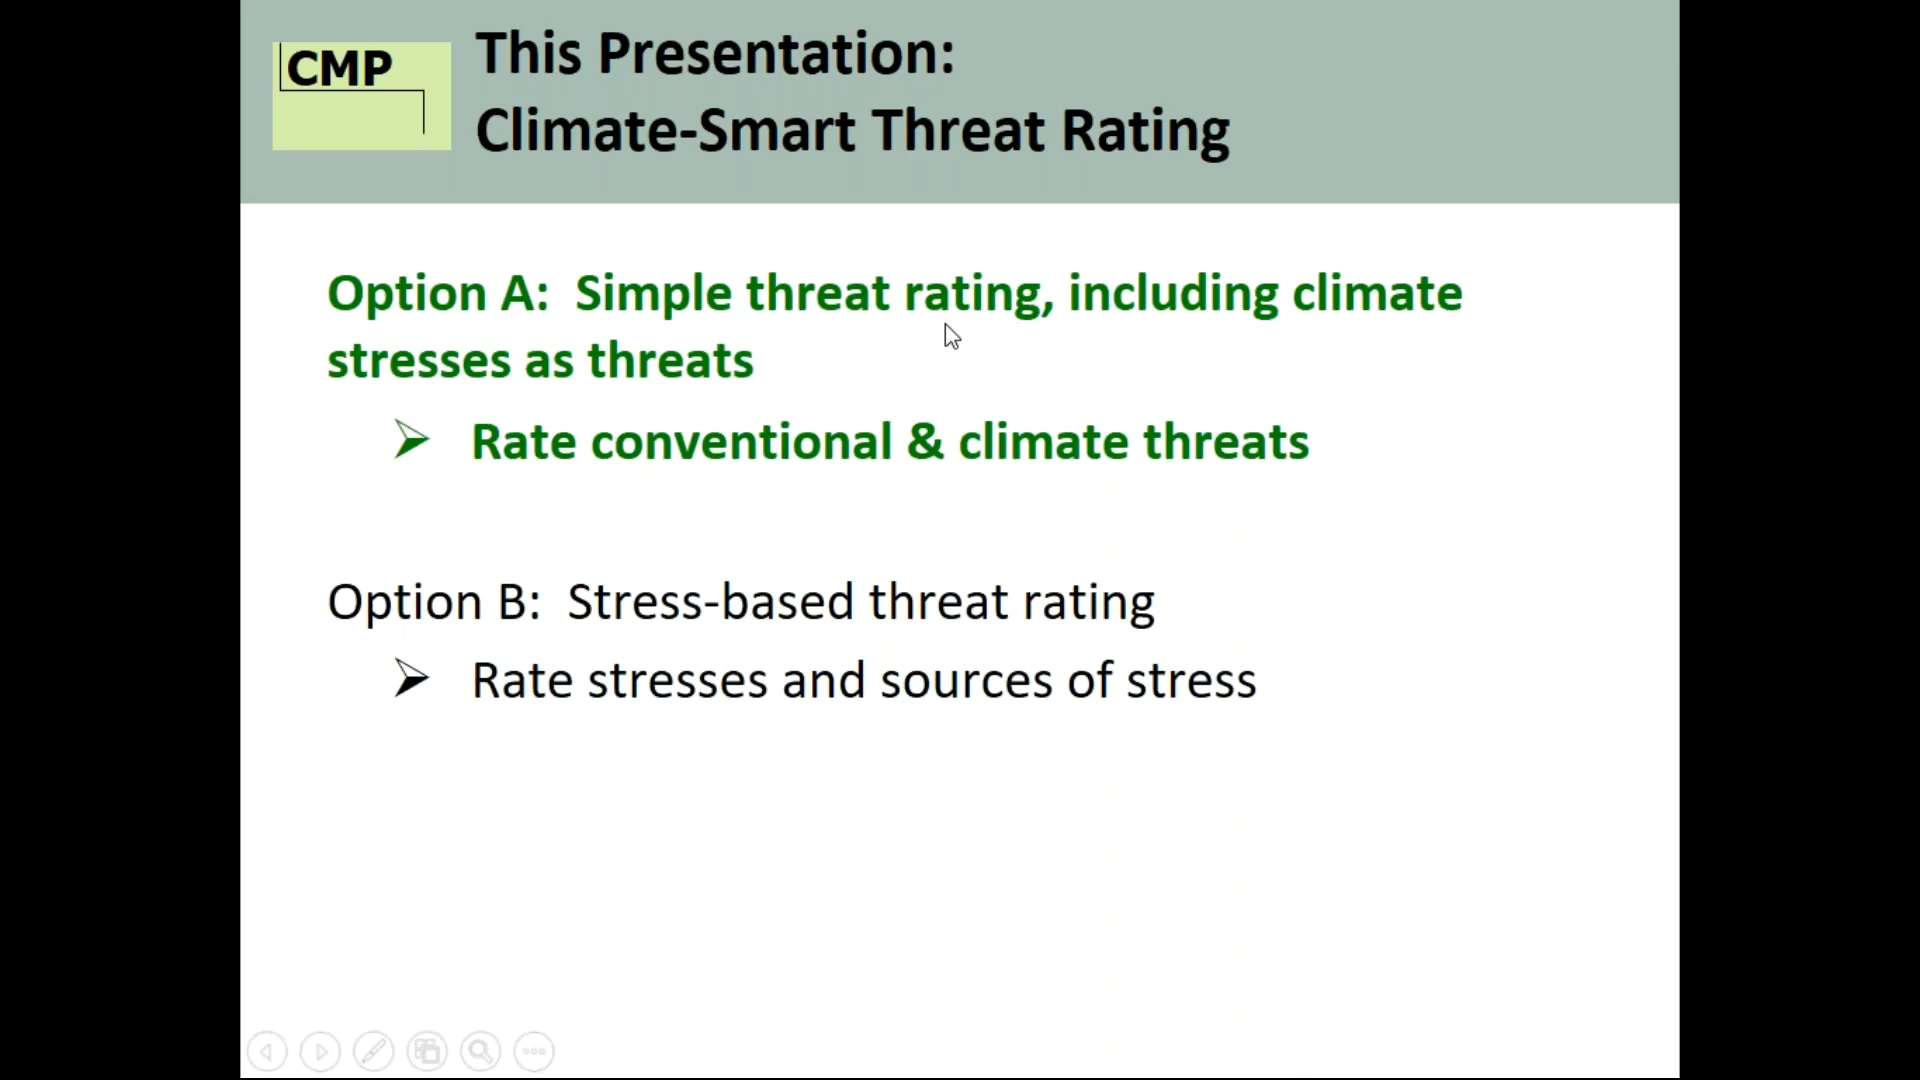 CMP
This Presentation:
Climate-Smart Threat Rating
Option A:  Simple threat rating, including climate
stresses as threats
➢ Rate conventional & climate threats
Option B:  Stress-based threat rating
➢ Rate stresses and sources of stress